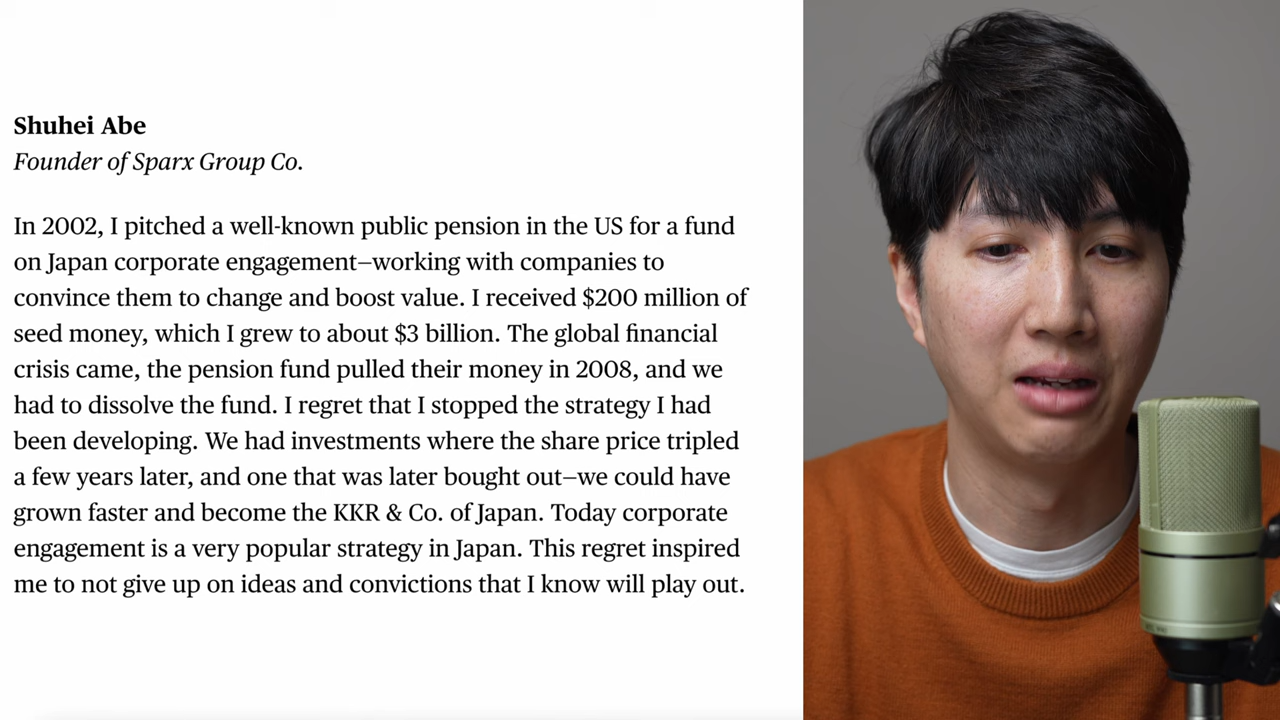 Shuhei Abe
Founder of Sparx Group Co.
In 2002, I pitched a well-known public pension in the US for a fund
on Japan corporate engagement—working with companies to
convince them to change and boost value. I received $200 million of
seed money, which I grew to about $3 billion. The global financial
crisis came, the pension fund pulled their money in 2008, and we
had to dissolve the fund. I regret that I stopped the strategy I had
been developing. We had investments where the share price tripled
a few years later, and one that was later bought out—we could have
grown faster and become the KKR & Co. of Japan. Today corporate
engagement is a very popular strategy in Japan. This regret inspired
me to not give up on ideas and convictions that I know will play out.